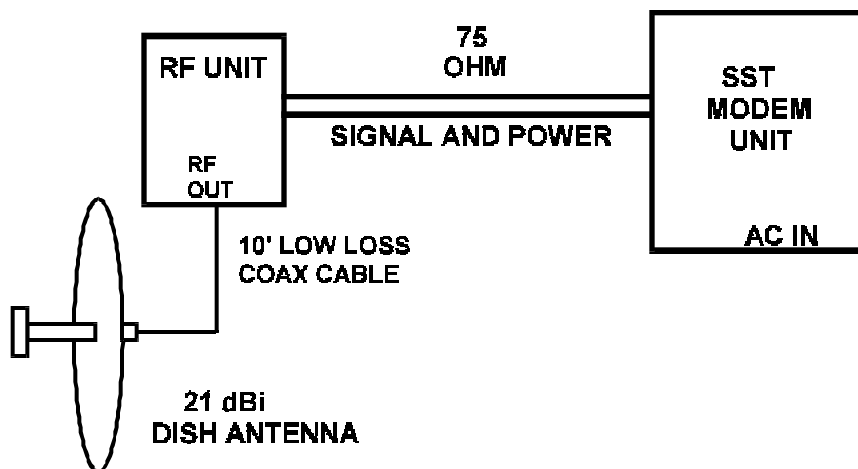 RF UNIT
RF
OUT
75
OHM
SIGNAL AND POWER
SST
MODEM
UNIT
AC IN
10' LOW LOSS
COAX CABLE
21 dBi
DISH ANTENNA